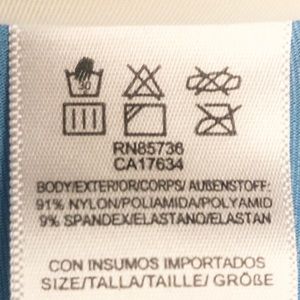 30
RN85736
CA17634
BODY/EXTERIOR/CORPS/ AUßENSTOFF:
91% NYLON/POLIAMIDA/POLYAMID
9% SPANDEX/ELASTANO/ELASTAN
CON INSUMOS IMPORTADOS
SIZE/TALLA/TAILLE/ GRÖßE